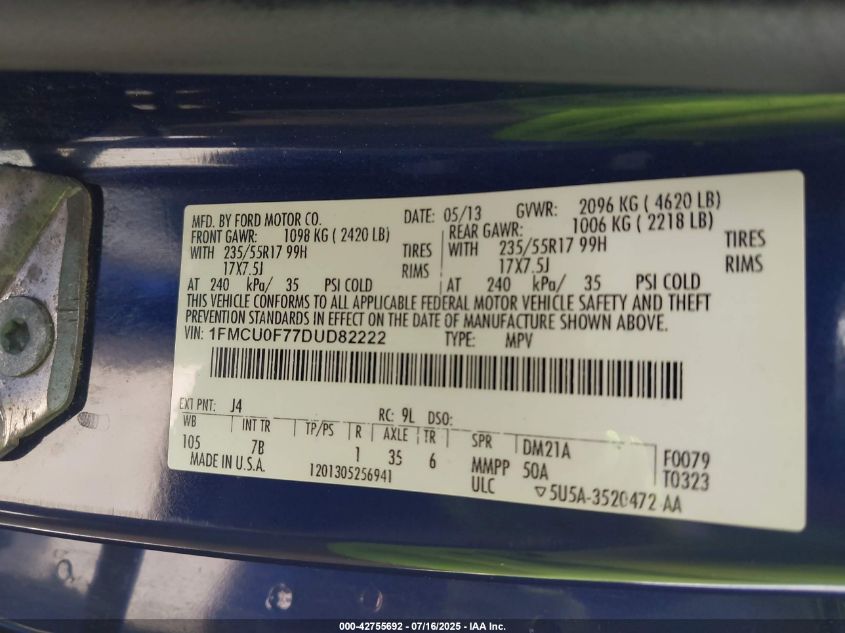 MFD. BY FORD MOTOR CO. DATE: 05/13 GVWR: 2096 KG ( 4620 LB)
FRONT GAWR: 1098 KG ( 2420 LB) REAR GAWR: 1006 KG ( 2218 LB)
WITH 235/55R17 99H TIRES WITH 235/55R17 99H TIRES
17X7.5J RIMS 17X7.5J RIMS
AT 240 kPa/ 35 PSI COLD AT 240 kPa/ 35 PSI COLD
THIS VEHICLE CONFORMS TO ALL APPLICABLE FEDERAL MOTOR VEHICLE SAFETY AND THEFT
PREVENTION STANDARDS IN EFFECT ON THE DATE OF MANUFACTURE SHOWN ABOVE.
VIN: 1FMCU0F77DUD82222 TYPE: MPV
EXT PNT: J4 RC: 9L DSO:
WB INT TR TP/PS R AXLE TR SPR DM21A F0079
105 7B 1 35 6 MMPP 50A T0323
MADE IN U.S.A. 1201305256941 ULC ▽5U5A-3520472-AA
000-42755692 - 07/16/2025 - IAA Inc.